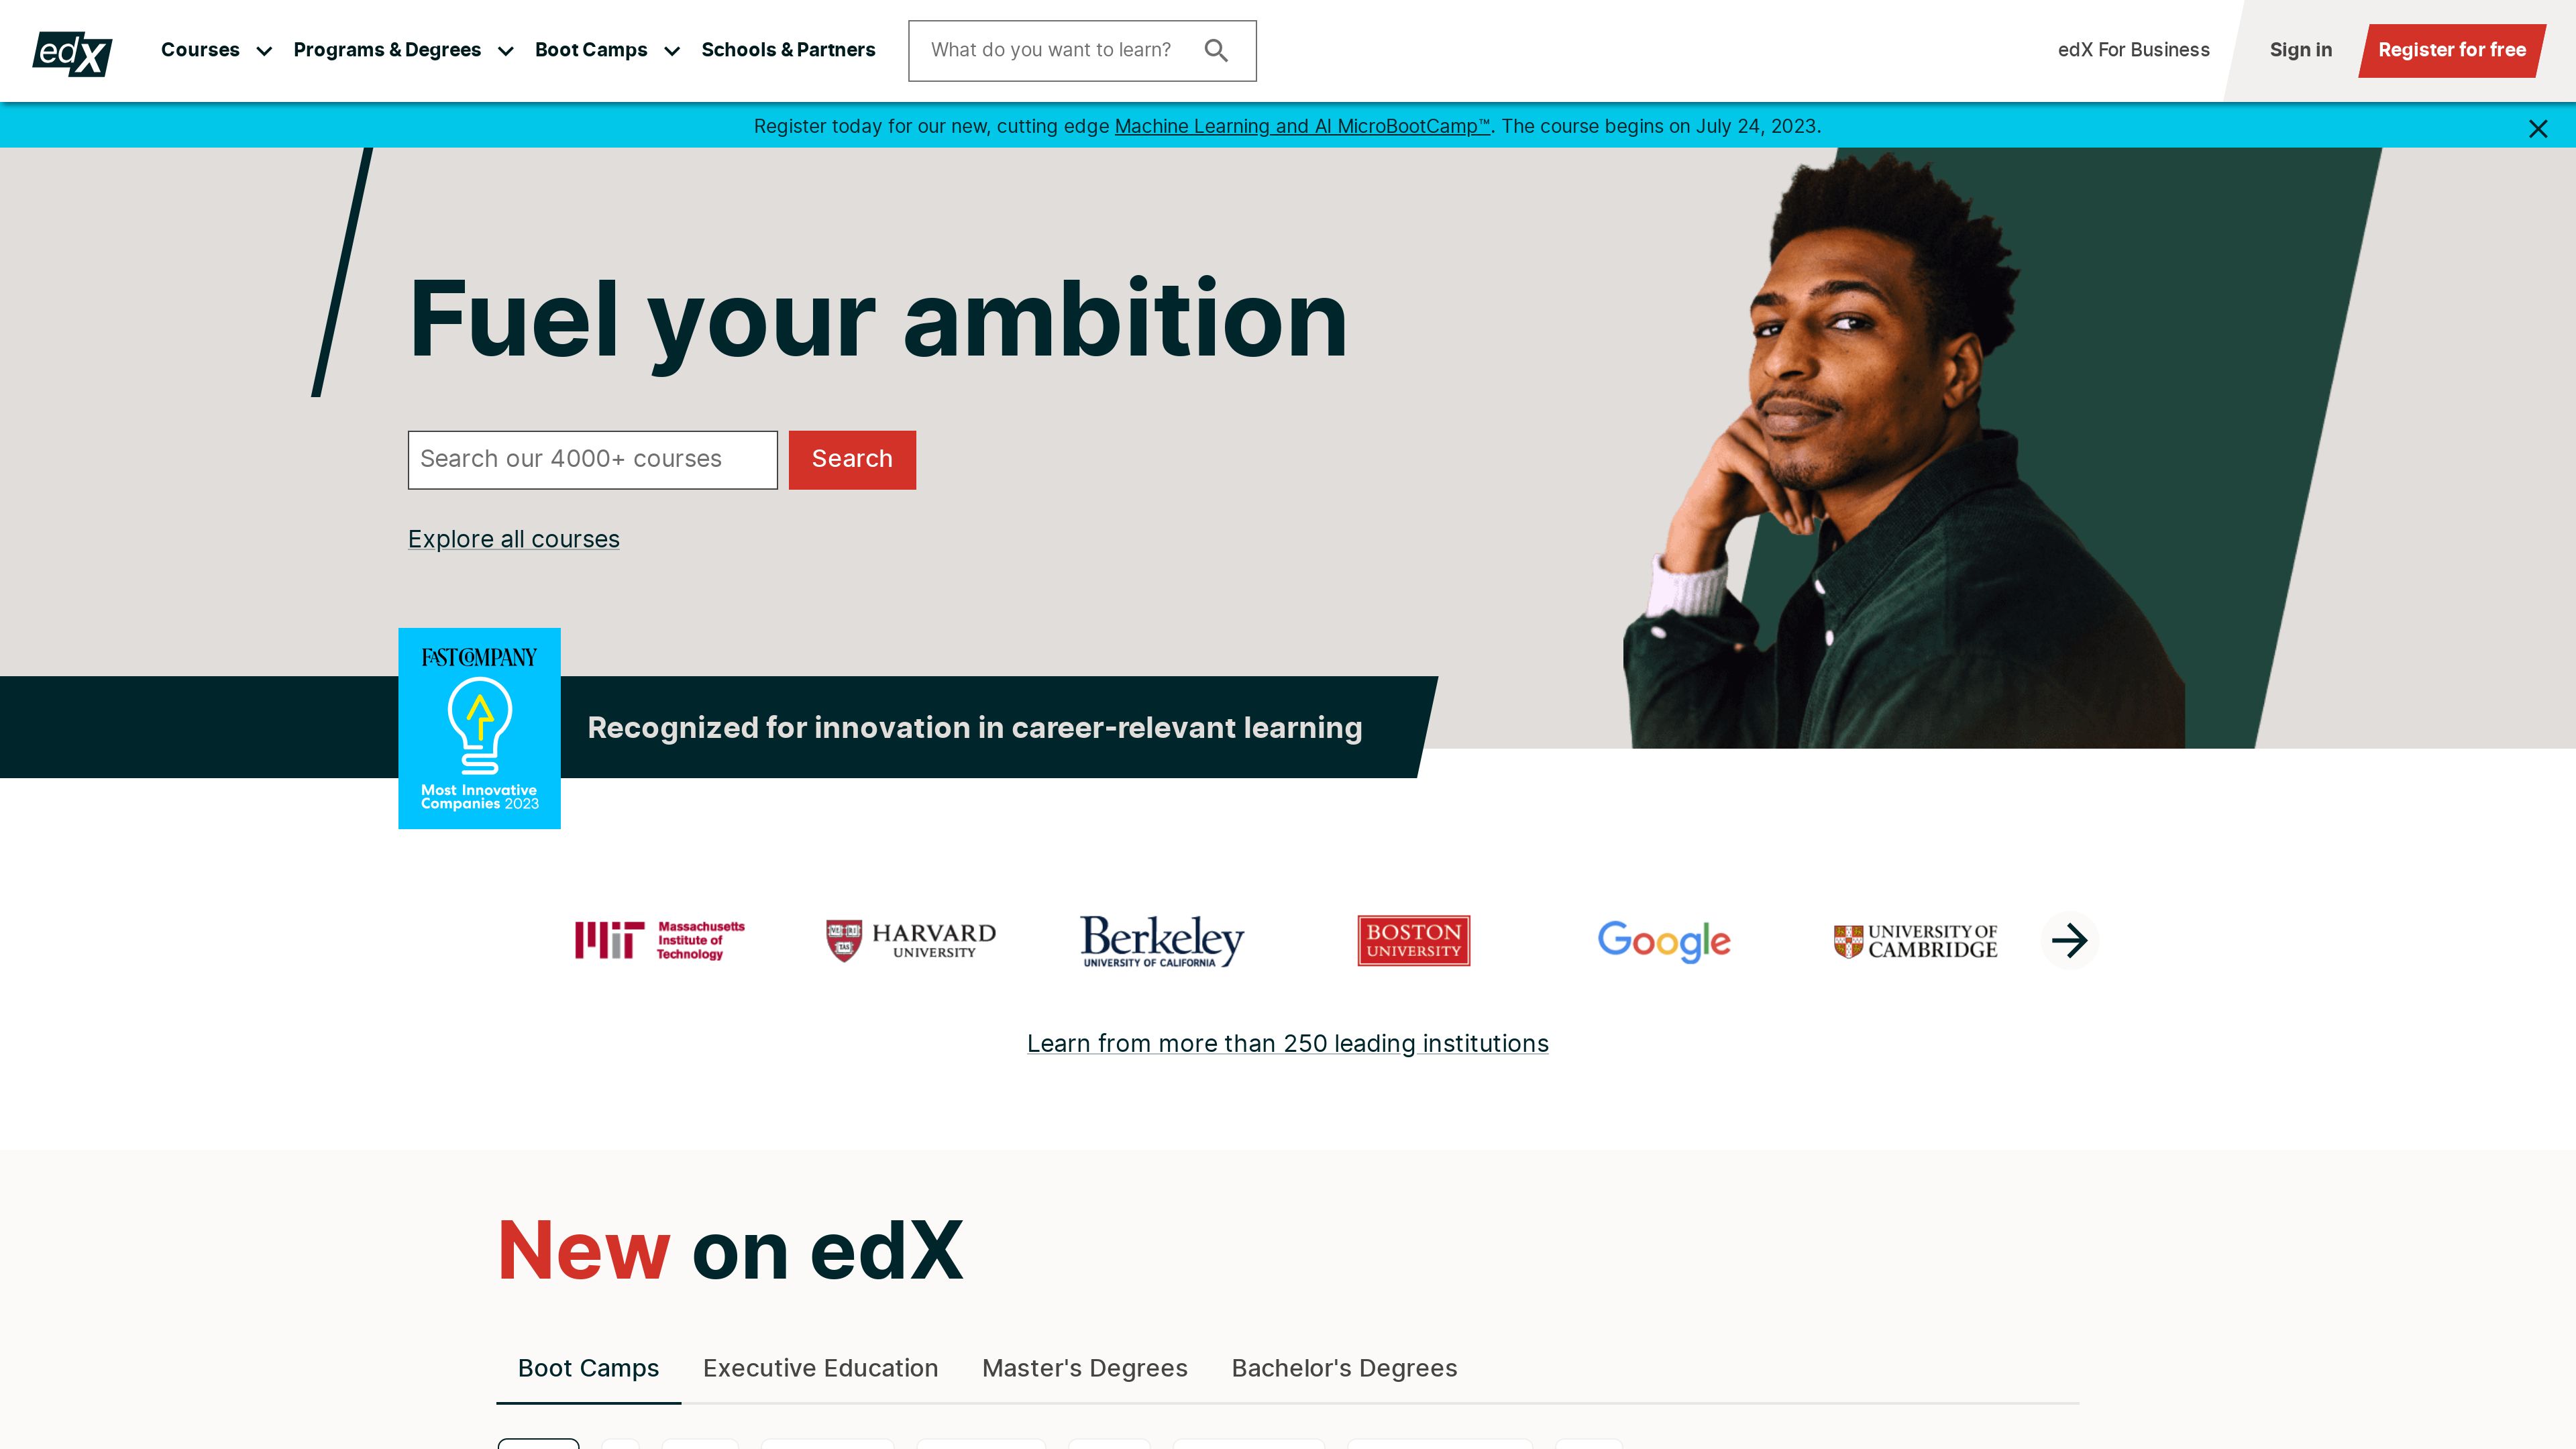 edX
Courses
Programs & Degrees
Boot Camps
Schools & Partners
What do you want to learn?
edX For Business
Sign in
Register for free
Register today for our new, cutting edge Machine Learning and AI MicroBootCamp™. The course begins on July 24, 2023.
Fuel your ambition
Search our 4000+ courses
Search
Explore all courses
FAST COMPANY
Most Innovative
Companies 2023
Recognized for innovation in career-relevant learning
MIT
Massachusetts
Institute of
Technology
VE RI
TAS
HARVARD
UNIVERSITY
Berkeley
UNIVERSITY OF CALIFORNIA
BOSTON
UNIVERSITY
Google
UNIVERSITY OF
CAMBRIDGE
Learn from more than 250 leading institutions
New on edX
Boot Camps
Executive Education
Master's Degrees
Bachelor's Degrees